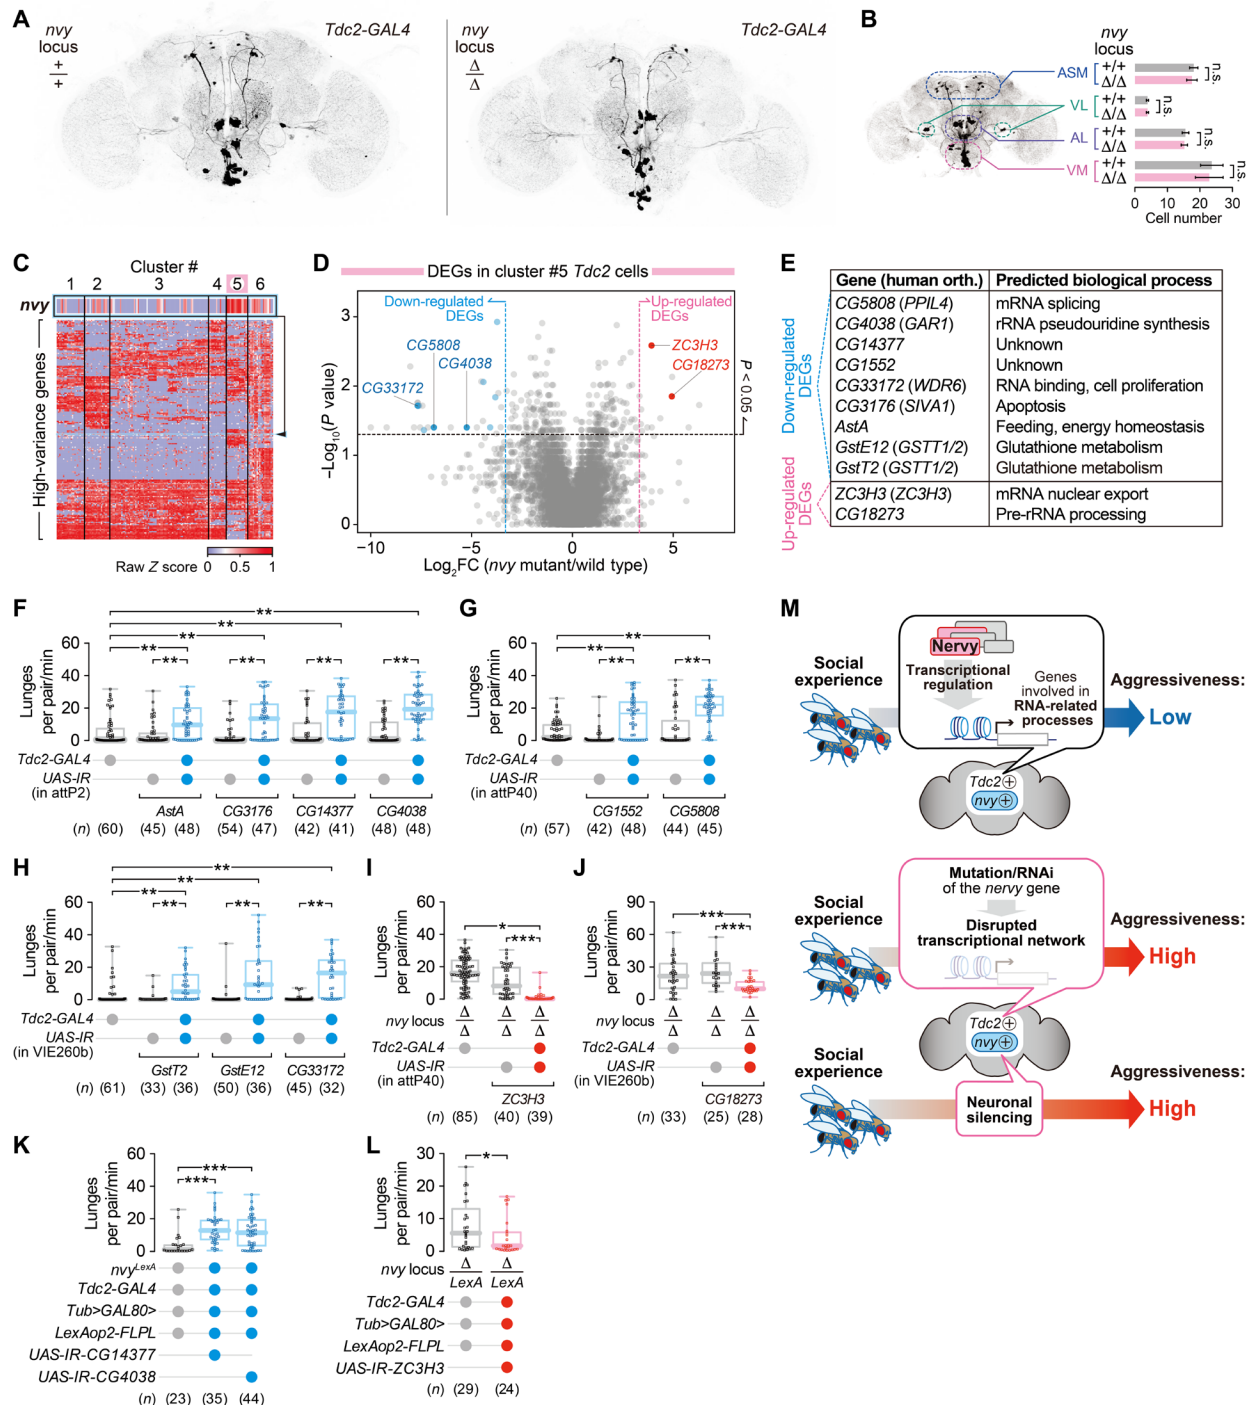 A
nvy
locus
+
+
Tdc2-GAL4
nvy
locus
Δ
Δ
Tdc2-GAL4
B
nvy
locus
ASM
+/+
Δ/Δ
n.s.
VL
+/+
Δ/Δ
n.s.
AL
+/+
Δ/Δ
n.s.
VM
+/+
Δ/Δ
n.s.
0 10 20 30
Cell number
C
Cluster #
1 2 3 4 5 6
nvy
High-variance genes
0 0.5 1
Raw Z score
D
DEGs in cluster #5 Tdc2 cells
Down-regulated
DEGs
Up-regulated
DEGs
CG5808
CG4038
CG33172
ZC3H3
CG18273
P < 0.05
−Log10(P value)
3
2
1
0
−10 −5 0 5
Log2FC (nvy mutant/wild type)
E
Gene (human orth.) Predicted biological process
CG5808 (PPIL4) mRNA splicing
CG4038 (GAR1) rRNA pseudouridine synthesis
CG14377 Unknown
CG1552 Unknown
CG33172 (WDR6) RNA binding, cell proliferation
CG3176 (SIVA1) Apoptosis
AstA Feeding, energy homeostasis
GstE12 (GSTT1/2) Glutathione metabolism
GstT2 (GSTT1/2) Glutathione metabolism
ZC3H3 (ZC3H3) mRNA nuclear export
CG18273 Pre-rRNA processing
Down-regulated
DEGs
Up-regulated
DEGs
F
**
**
**
**
** ** ** **
Lunges
per pair/min
60
40
20
0
Tdc2-GAL4
UAS-IR
(in attP2)
AstA CG3176 CG14377 CG4038
(n) (60) (45) (48) (54) (47) (42) (41) (48) (48)
G
**
**
** **
Lunges
per pair/min
60
40
20
0
Tdc2-GAL4
UAS-IR
(in attP40)
CG1552 CG5808
(n) (57) (42) (48) (44) (45)
H
**
**
**
** ** **
Lunges
per pair/min
60
40
20
0
Tdc2-GAL4
UAS-IR
(in VIE260b)
GstT2 GstE12 CG33172
(n) (61) (33) (36) (50) (36) (45) (32)
I
*
***
Lunges
per pair/min
60
40
20
0
nvy locus
Δ Δ Δ
Δ Δ Δ
Tdc2-GAL4
UAS-IR
(in attP40)
ZC3H3
(n) (85) (40) (39)
J
***
***
Lunges
per pair/min
90
60
30
0
nvy locus
Δ Δ Δ
Δ Δ Δ
Tdc2-GAL4
UAS-IR
(in VIE260b)
CG18273
(n) (33) (25) (28)
K
***
***
Lunges
per pair/min
60
40
20
0
nvyLexA
Tdc2-GAL4
Tub>GAL80>
LexAop2-FLPL
UAS-IR-CG14377
UAS-IR-CG4038
(n) (23) (35) (44)
L
*
Lunges
per pair/min
30
20
10
0
nvy locus
Δ Δ
LexA LexA
Tdc2-GAL4
Tub>GAL80>
LexAop2-FLPL
UAS-IR-ZC3H3
(n) (29) (24)
M
Social
experience
Nervy
Transcriptional
regulation
Genes
involved in
RNA-related
processes
Aggressiveness:
Low
Tdc2 +
nvy +
Social
experience
Mutation/RNAi
of the nervy gene
Disrupted
transcriptional network
Aggressiveness:
High
Tdc2 +
nvy +
Social
experience
Neuronal
silencing
Aggressiveness:
High